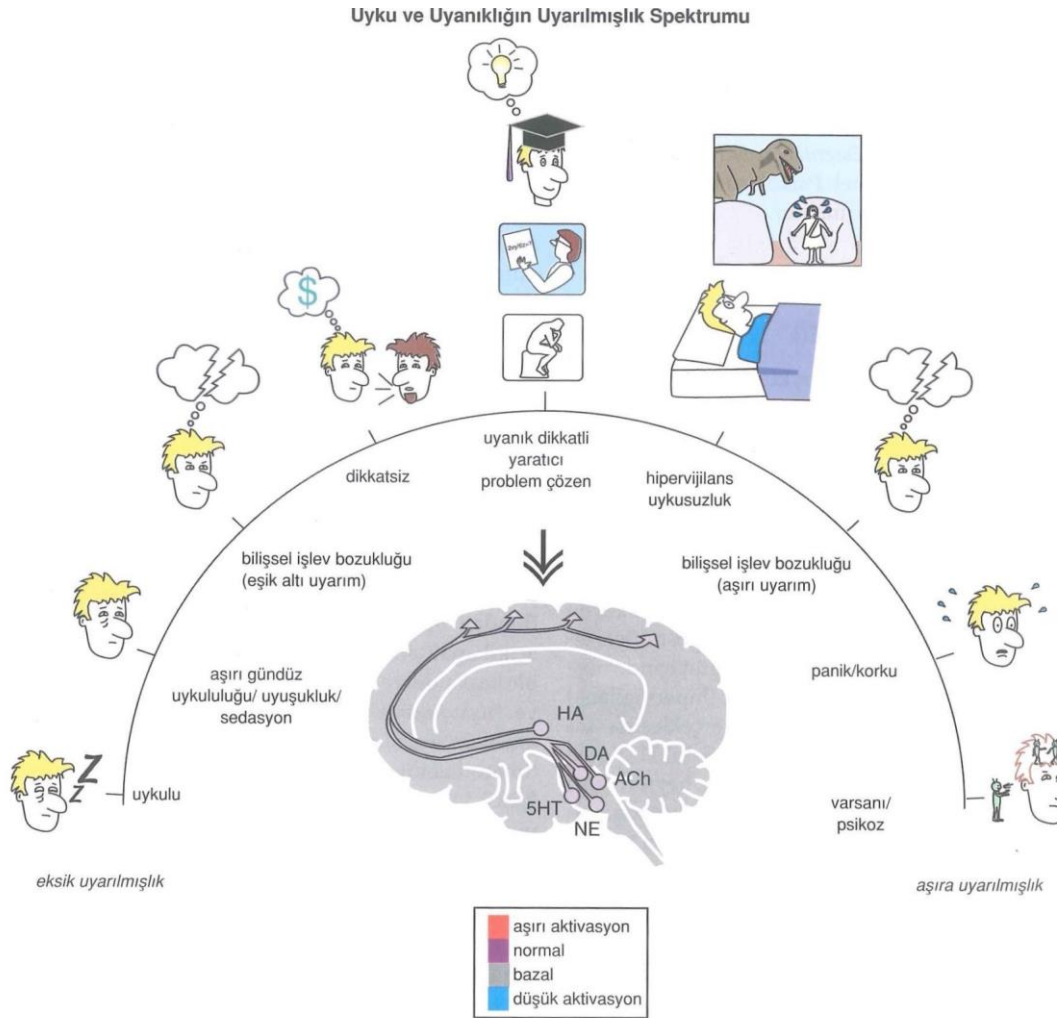 Uyku ve Uyanıklığın Uyarılmışlık Spektrumu
$
uyanık dikkatli
yaratıcı
problem çözen
dikkatsiz
hipervijilans
uykusuzluk
bilişsel işlev bozukluğu
(eşik altı uyarım)
bilişsel işlev bozukluğu
(aşırı uyarım)
aşırı gündüz
uykululuğu/ uyuşukluk/
sedasyon
panik/korku
HA
DA
ACh
5HT
NE
Z
z
uykulu
varsanı/
psikoz
eksik uyarılmışlık
aşıra uyarılmışlık
aşırı aktivasyon
normal
bazal
düşük aktivasyon